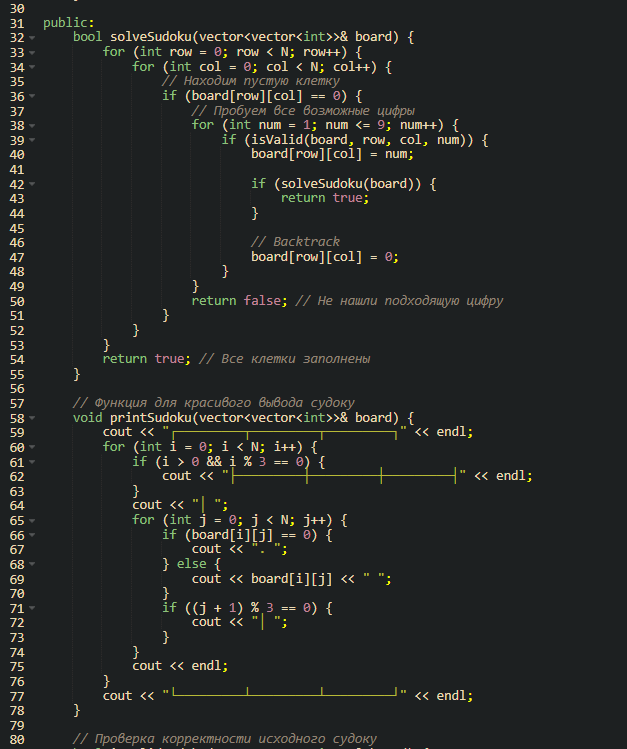 30
31 public:
32     bool solveSudoku(vector<vector<int>>& board) {
33         for (int row = 0; row < N; row++) {
34             for (int col = 0; col < N; col++) {
35                 // Находим пустую клетку
36                 if (board[row][col] == 0) {
37                     // Пробуем все возможные цифры
38                     for (int num = 1; num <= 9; num++) {
39                         if (isValid(board, row, col, num)) {
40                             board[row][col] = num;
41
42                             if (solveSudoku(board)) {
43                                 return true;
44                             }
45
46                             // Backtrack
47                             board[row][col] = 0;
48                         }
49                     }
50                     return false; // Не нашли подходящую цифру
51                 }
52             }
53         }
54         return true; // Все клетки заполнены
55     }
56
57     // Функция для красивого вывода судоку
58     void printSudoku(vector<vector<int>>& board) {
59         cout << "┌───────┬───────┬───────┐" << endl;
60         for (int i = 0; i < N; i++) {
61             if (i > 0 && i % 3 == 0) {
62                 cout << "├───────┼───────┼───────┤" << endl;
63             }
64             cout << "│ ";
65             for (int j = 0; j < N; j++) {
66                 if (board[i][j] == 0) {
67                     cout << ". ";
68                 } else {
69                     cout << board[i][j] << " ";
70                 }
71                 if ((j + 1) % 3 == 0) {
72                     cout << "│ ";
73                 }
74             }
75             cout << endl;
76         }
77         cout << "└───────┴───────┴───────┘" << endl;
78     }
79
80     // Проверка корректности исходного судоку